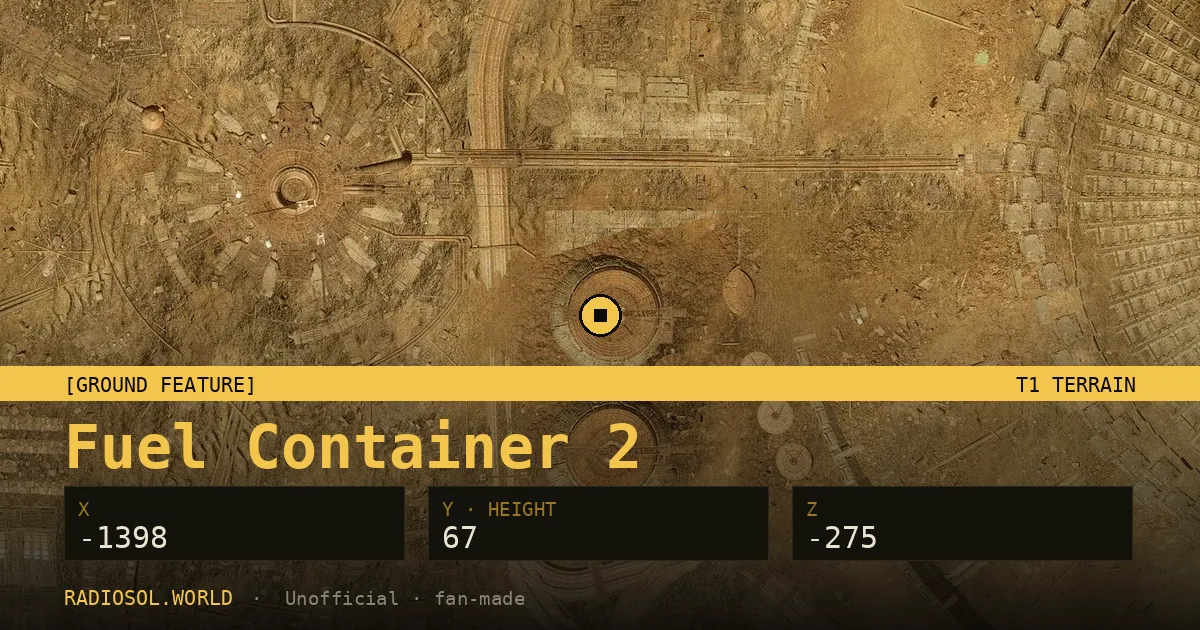 [GROUND FEATURE] T1 TERRAIN
Fuel Container 2
X Y · HEIGHT Z
-1398 67 -275
RADIOSOL.WORLD · Unofficial · fan-made